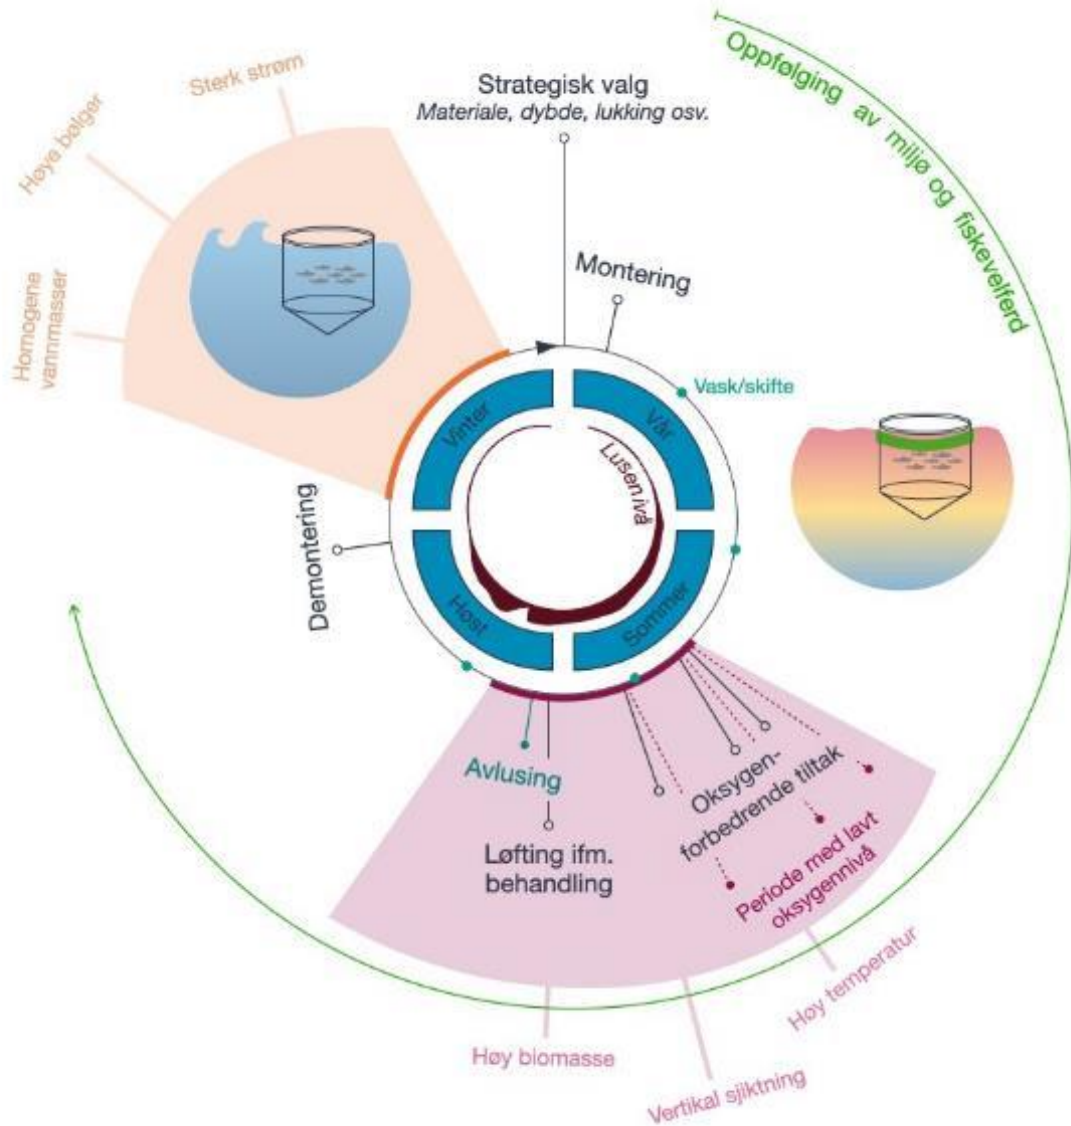 Strategisk valg
Materiale, dybde, lukking osv.
Montering
Vask/skifte
Oppfølging av miljø og fiskevelferd
Sterk strøm
Høye bølger
Homogene
vannmasser
Vinter
Vår
Sommer
Høst
Lusenivå
Demontering
Avlusing
Løfting ifm.
behandling
Oksygen-
forbedrende tiltak
Periode med lavt
oksygennivå
Høy temperatur
Vertikal sjiktning
Høy biomasse